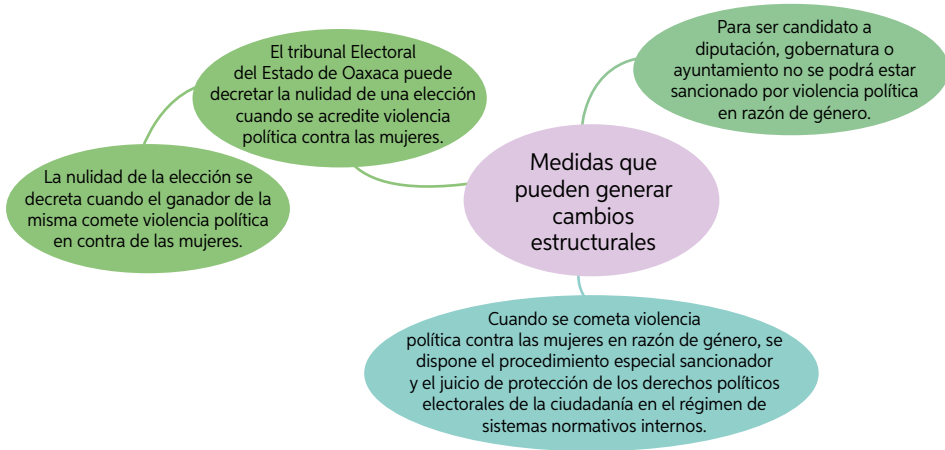 El tribunal Electoral
del Estado de Oaxaca puede
decretar la nulidad de una elección
cuando se acredite violencia
política contra las mujeres.
La nulidad de la elección se
decreta cuando el ganador de la
misma comete violencia política
en contra de las mujeres.
Para ser candidato a
diputación, gobernatura o
ayuntamiento no se podrá estar
sancionado por violencia política
en razón de género.
Medidas que
pueden generar
cambios
estructurales
Cuando se cometa violencia
política contra las mujeres en razón de género, se
dispone el procedimiento especial sancionador
y el juicio de protección de los derechos políticos
electorales de la ciudadanía en el régimen de
sistemas normativos internos.